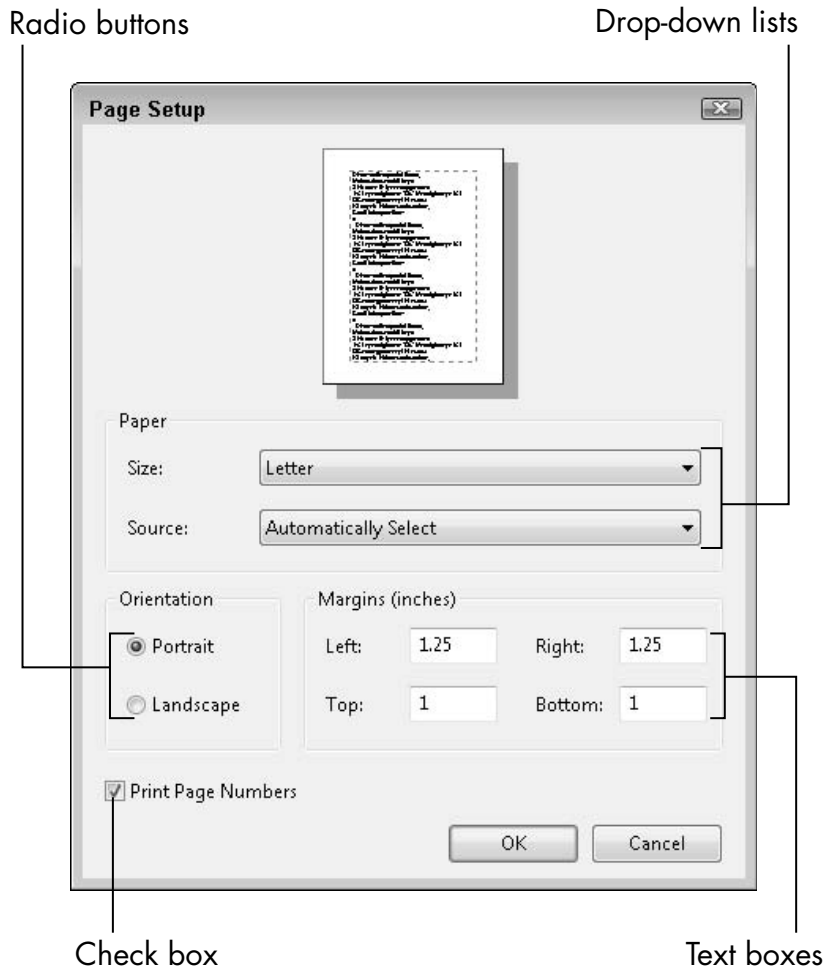 Radio buttons Drop-down lists
Page Setup
Paper
Size: Letter
Source: Automatically Select
Orientation Margins (inches)
Portrait Left: 1.25 Right: 1.25
Landscape Top: 1 Bottom: 1
Print Page Numbers
OK Cancel
Check box Text boxes